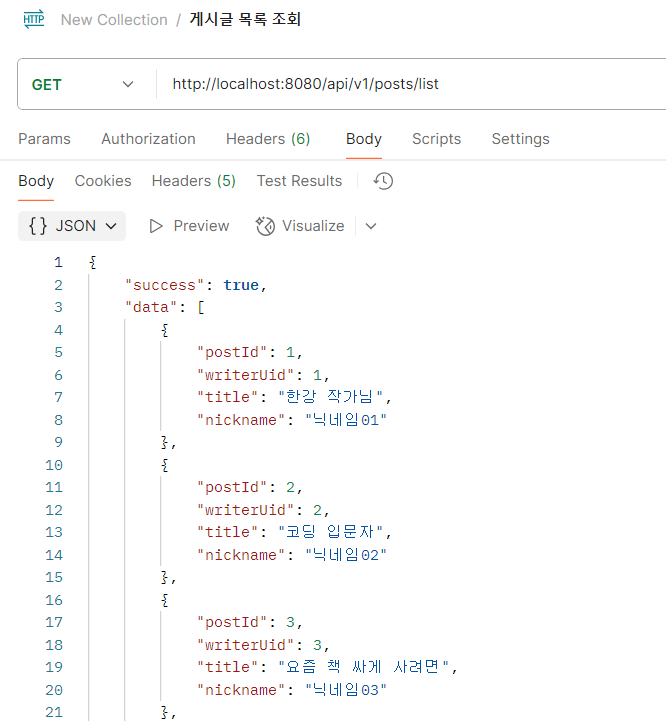 HTTP New Collection / 게시글 목록 조회
GET http://localhost:8080/api/v1/posts/list
Params Authorization Headers (6) Body Scripts Settings
Body Cookies Headers (5) Test Results
{} JSON Preview Visualize
1 {
2 "success": true,
3 "data": [
4 {
5 "postId": 1,
6 "writerUid": 1,
7 "title": "한강 작가님",
8 "nickname": "닉네임01"
9 },
10 {
11 "postId": 2,
12 "writerUid": 2,
13 "title": "코딩 입문자",
14 "nickname": "닉네임02"
15 },
16 {
17 "postId": 3,
18 "writerUid": 3,
19 "title": "요즘 책 싸게 사려면",
20 "nickname": "닉네임03"
21 },